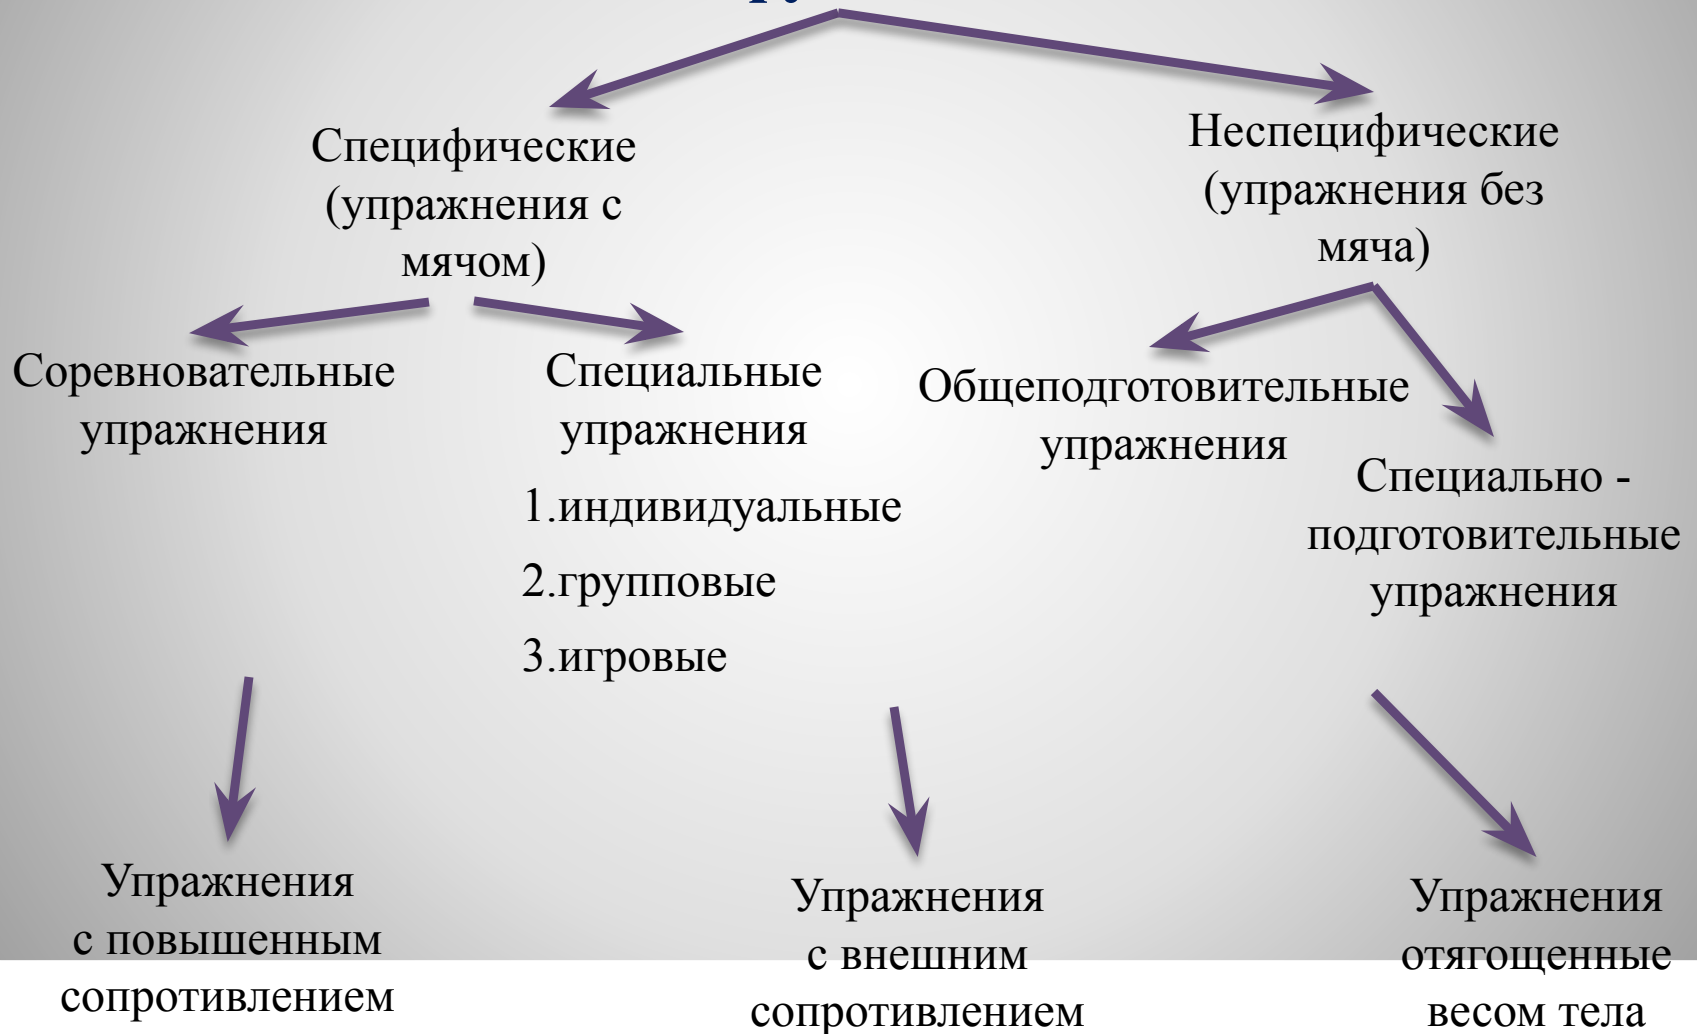 Специфические
(упражнения с
мячом)
Неспецифические
(упражнения без
мяча)
Соревновательные
упражнения
Специальные
упражнения
1.индивидуальные
2.групповые
3.игровые
Общеподготовительные
упражнения
Специально -
подготовительные
упражнения
Упражнения
с повышенным
сопротивлением
Упражнения
с внешним
сопротивлением
Упражнения
отягощенные
весом тела